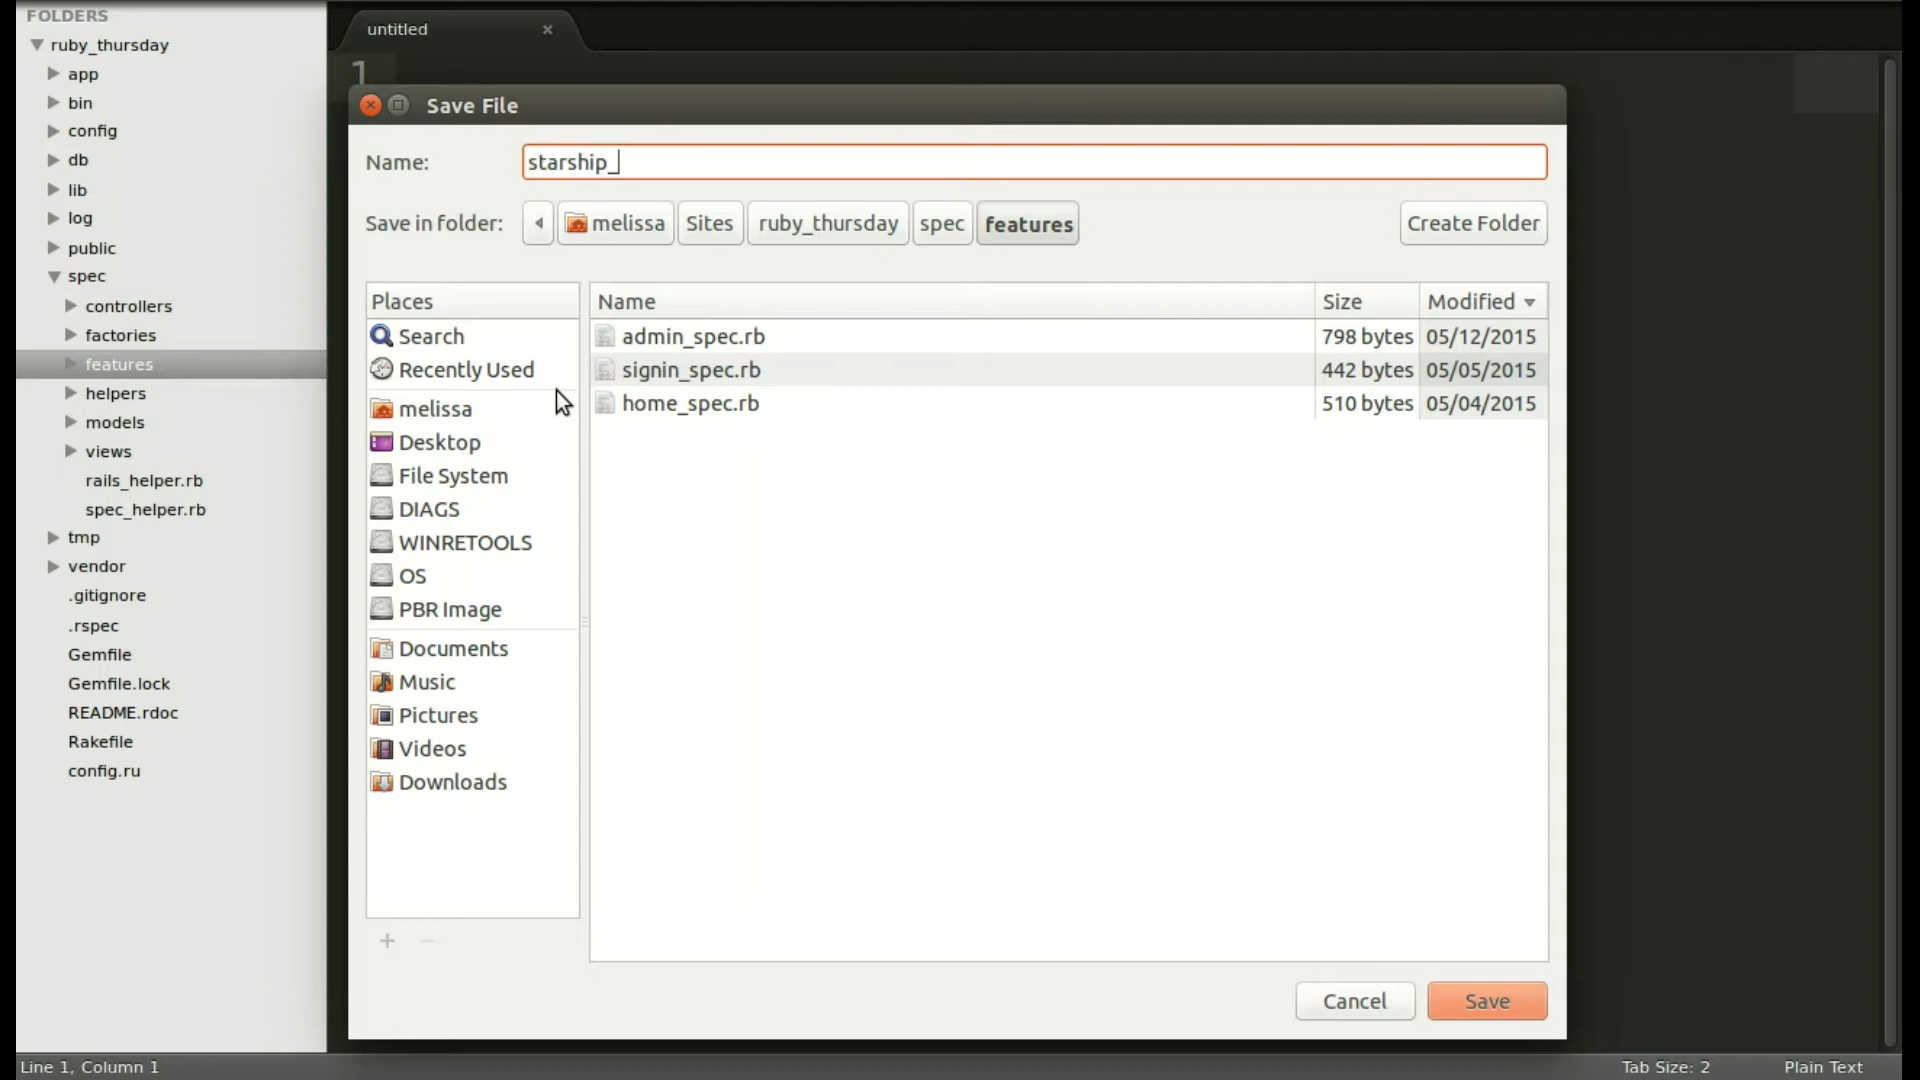 FOLDERS
ruby_thursday
app
bin
config
db
lib
log
public
spec
controllers
factories
features
helpers
models
views
rails_helper.rb
spec_helper.rb
tmp
vendor
.gitignore
.rspec
Gemfile
Gemfile.lock
README.rdoc
Rakefile
config.ru
untitled
1
Save File
Name: starship_
Save in folder: melissa Sites ruby_thursday spec features Create Folder
Places
Search
Recently Used
melissa
Desktop
File System
DIAGS
WINRETOOLS
OS
PBR Image
Documents
Music
Pictures
Videos
Downloads
Name Size Modified
admin_spec.rb 798 bytes 05/12/2015
signin_spec.rb 442 bytes 05/05/2015
home_spec.rb 510 bytes 05/04/2015
Cancel Save
Line 1, Column 1 Tab Size: 2 Plain Text